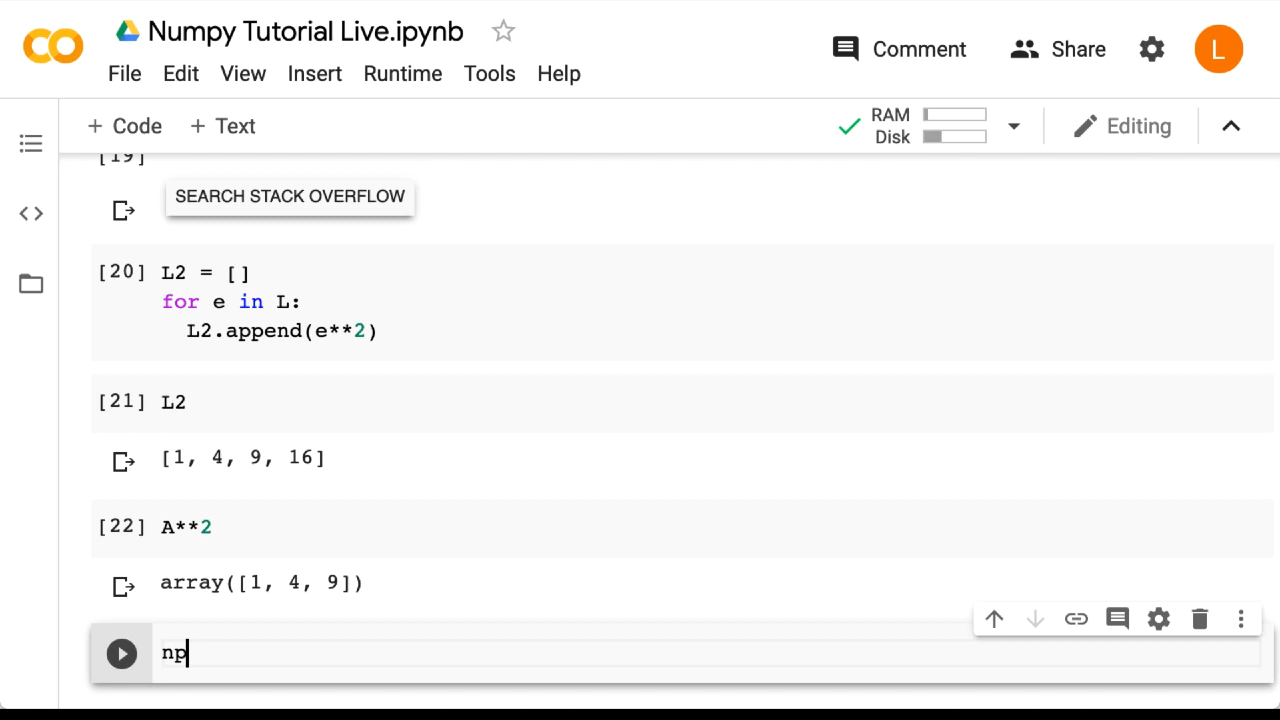 Numpy Tutorial Live.ipynb
File Edit View Insert Runtime Tools Help
Comment Share L
+ Code + Text
RAM
Disk
Editing
[19]
SEARCH STACK OVERFLOW
[20] L2 = []
for e in L:
L2.append(e**2)
[21] L2
[1, 4, 9, 16]
[22] A**2
array([1, 4, 9])
np